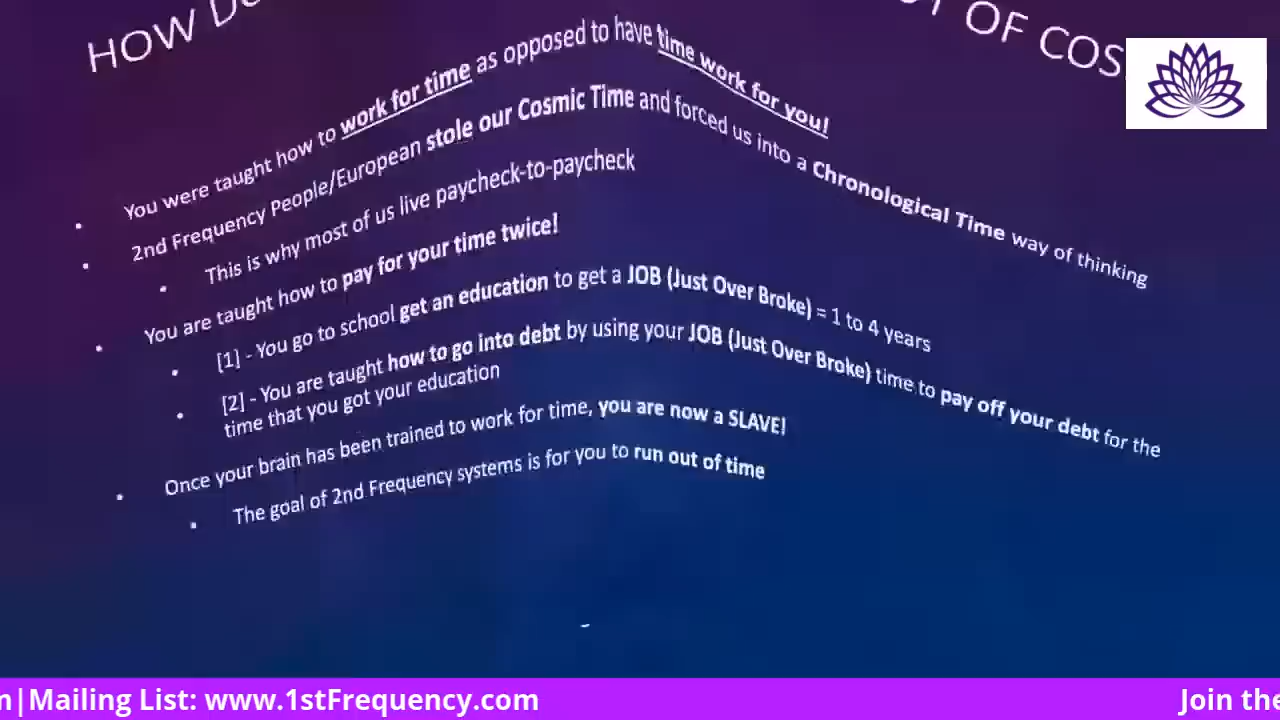 HOW
OF COS
You were taught how to work for time as opposed to have time work for you!
2nd Frequency People/European stole our Cosmic Time and forced us into a Chronological Time way of thinking
This is why most of us live paycheck-to-paycheck
You are taught how to pay for your time twice!
[1] - You go to school get an education to get a JOB (Just Over Broke) = 1 to 4 years
[2] - You are taught how to go into debt by using your JOB (Just Over Broke) time to pay off your debt for the
time that you got your education
Once your brain has been trained to work for time, you are now a SLAVE!
The goal of 2nd Frequency systems is for you to run out of time
m|Mailing List: www.1stFrequency.com
Join the